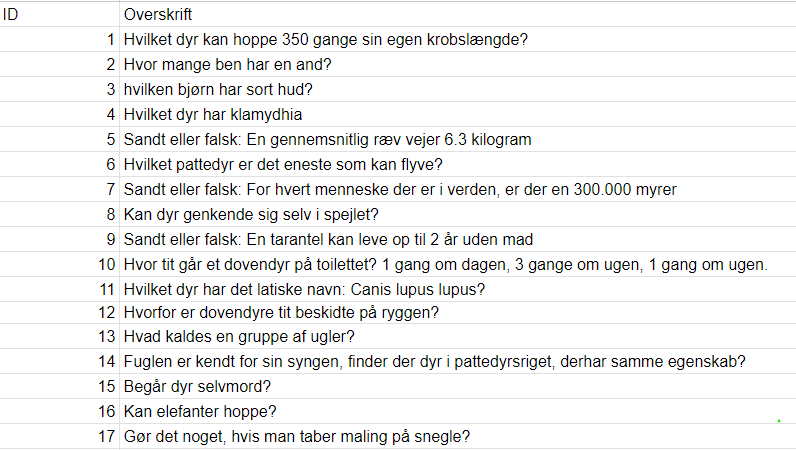 ID Overskrift
1 Hvilket dyr kan hoppe 350 gange sin egen krobslængde?
2 Hvor mange ben har en and?
3 hvilken bjørn har sort hud?
4 Hvilket dyr har klamydhia
5 Sandt eller falsk: En gennemsnitlig ræv vejer 6.3 kilogram
6 Hvilket pattedyr er det eneste som kan flyve?
7 Sandt eller falsk: For hvert menneske der er i verden, er der en 300.000 myrer
8 Kan dyr genkende sig selv i spejlet?
9 Sandt eller falsk: En tarantel kan leve op til 2 år uden mad
10 Hvor tit går et dovendyr på toilettet? 1 gang om dagen, 3 gange om ugen, 1 gang om ugen.
11 Hvilket dyr har det latiske navn: Canis lupus lupus?
12 Hvorfor er dovendyre tit beskidte på ryggen?
13 Hvad kaldes en gruppe af ugler?
14 Fuglen er kendt for sin syngen, finder der dyr i pattedyrsriget, derhar samme egenskab?
15 Begår dyr selvmord?
16 Kan elefanter hoppe?
17 Gør det noget, hvis man taber maling på snegle?